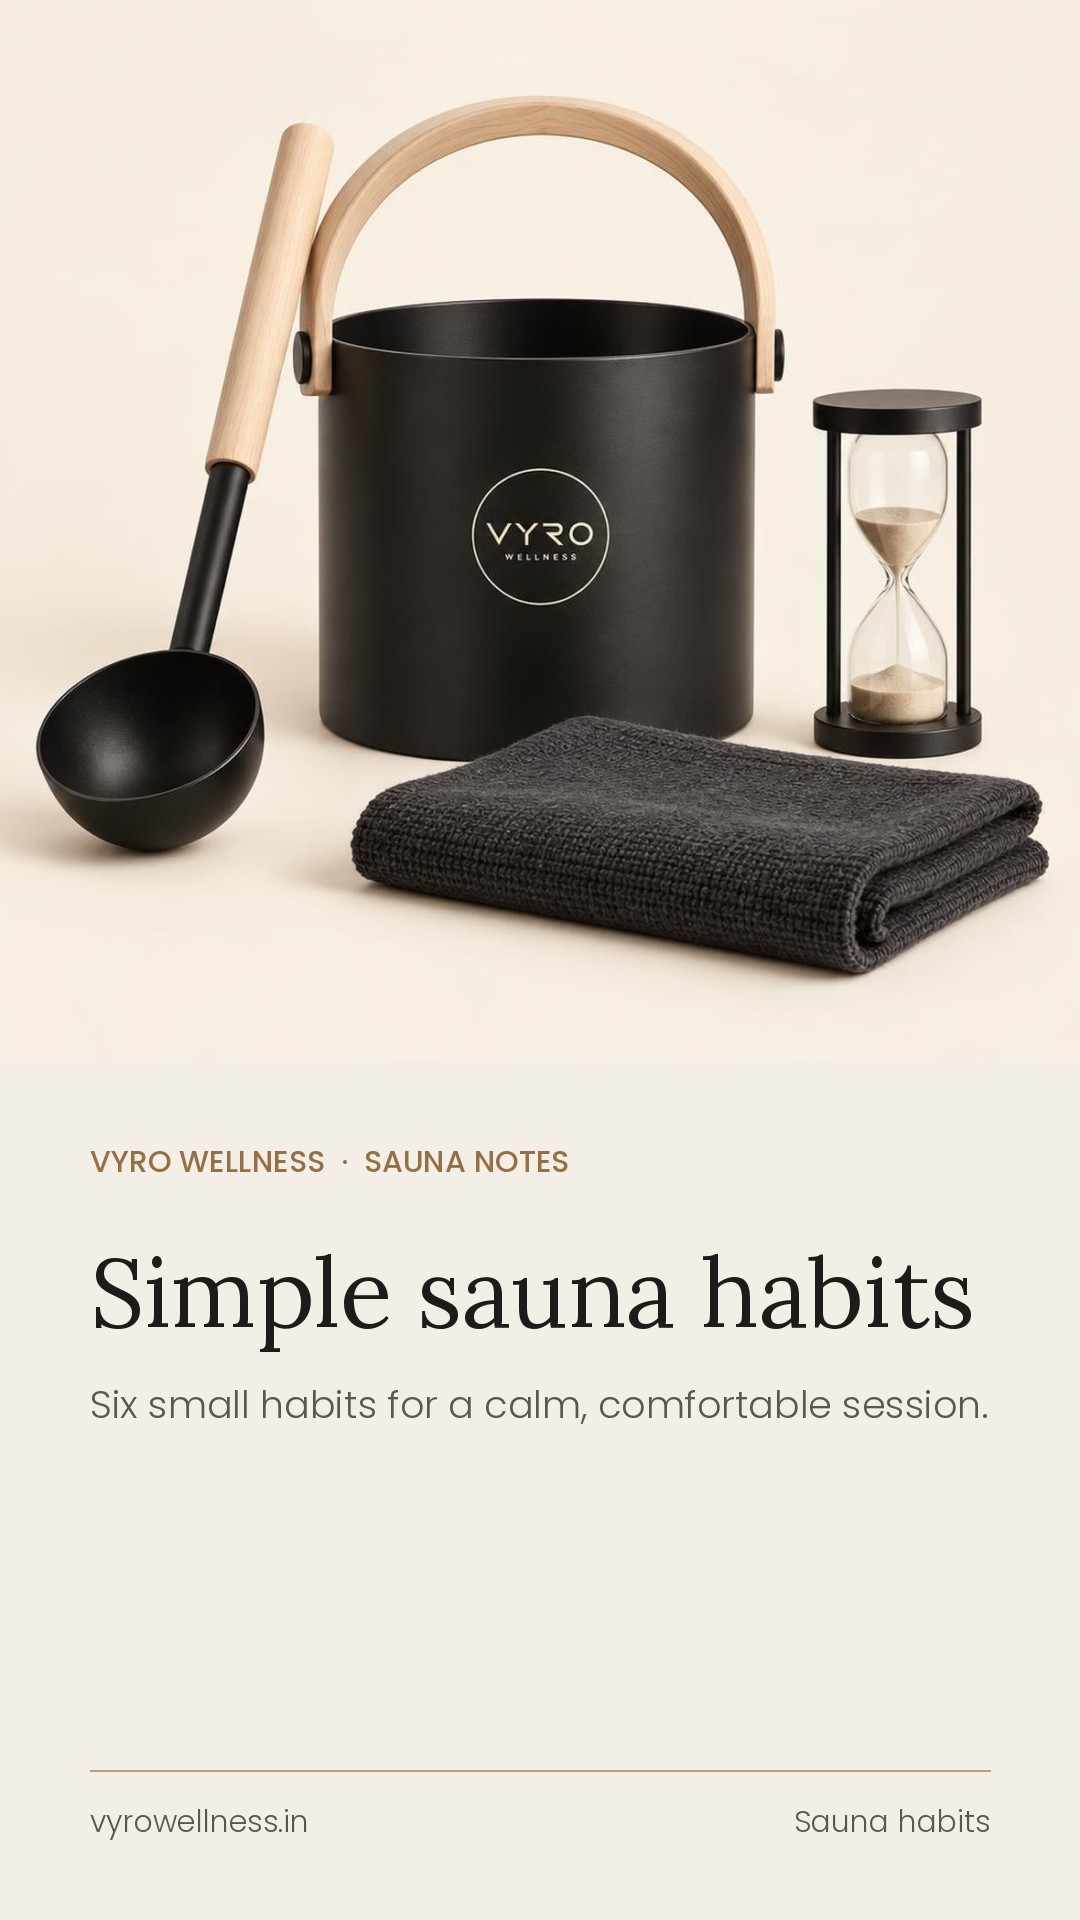 VYRO
WELLNESS
VYRO WELLNESS · SAUNA NOTES
Simple sauna habits
Six small habits for a calm, comfortable session.
vyrowellness.in
Sauna habits